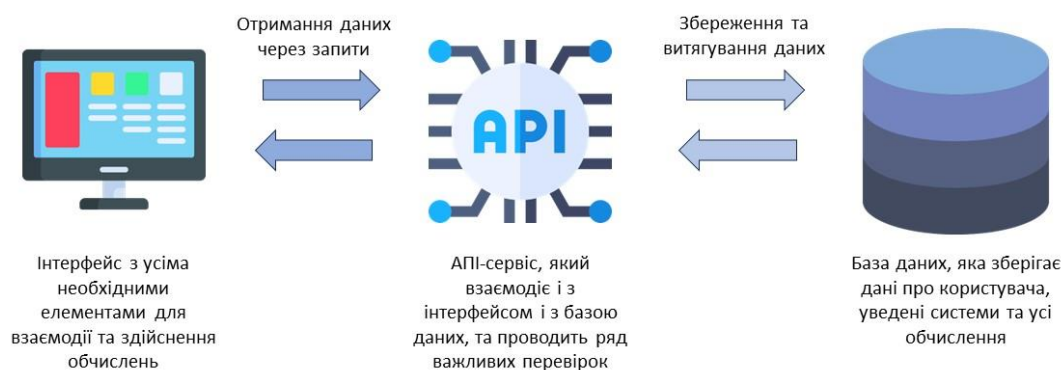 Отримання даних
через запити
Збереження та
витягування даних
API
Інтерфейс з усіма
необхідними
елементами для
взаємодії та здійснення
обчислень
АПІ-сервіс, який
взаємодіє і з
інтерфейсом і з базою
даних, та проводить ряд
важливих перевірок
База даних, яка зберігає
дані про користувача,
уведені системи та усі
обчислення